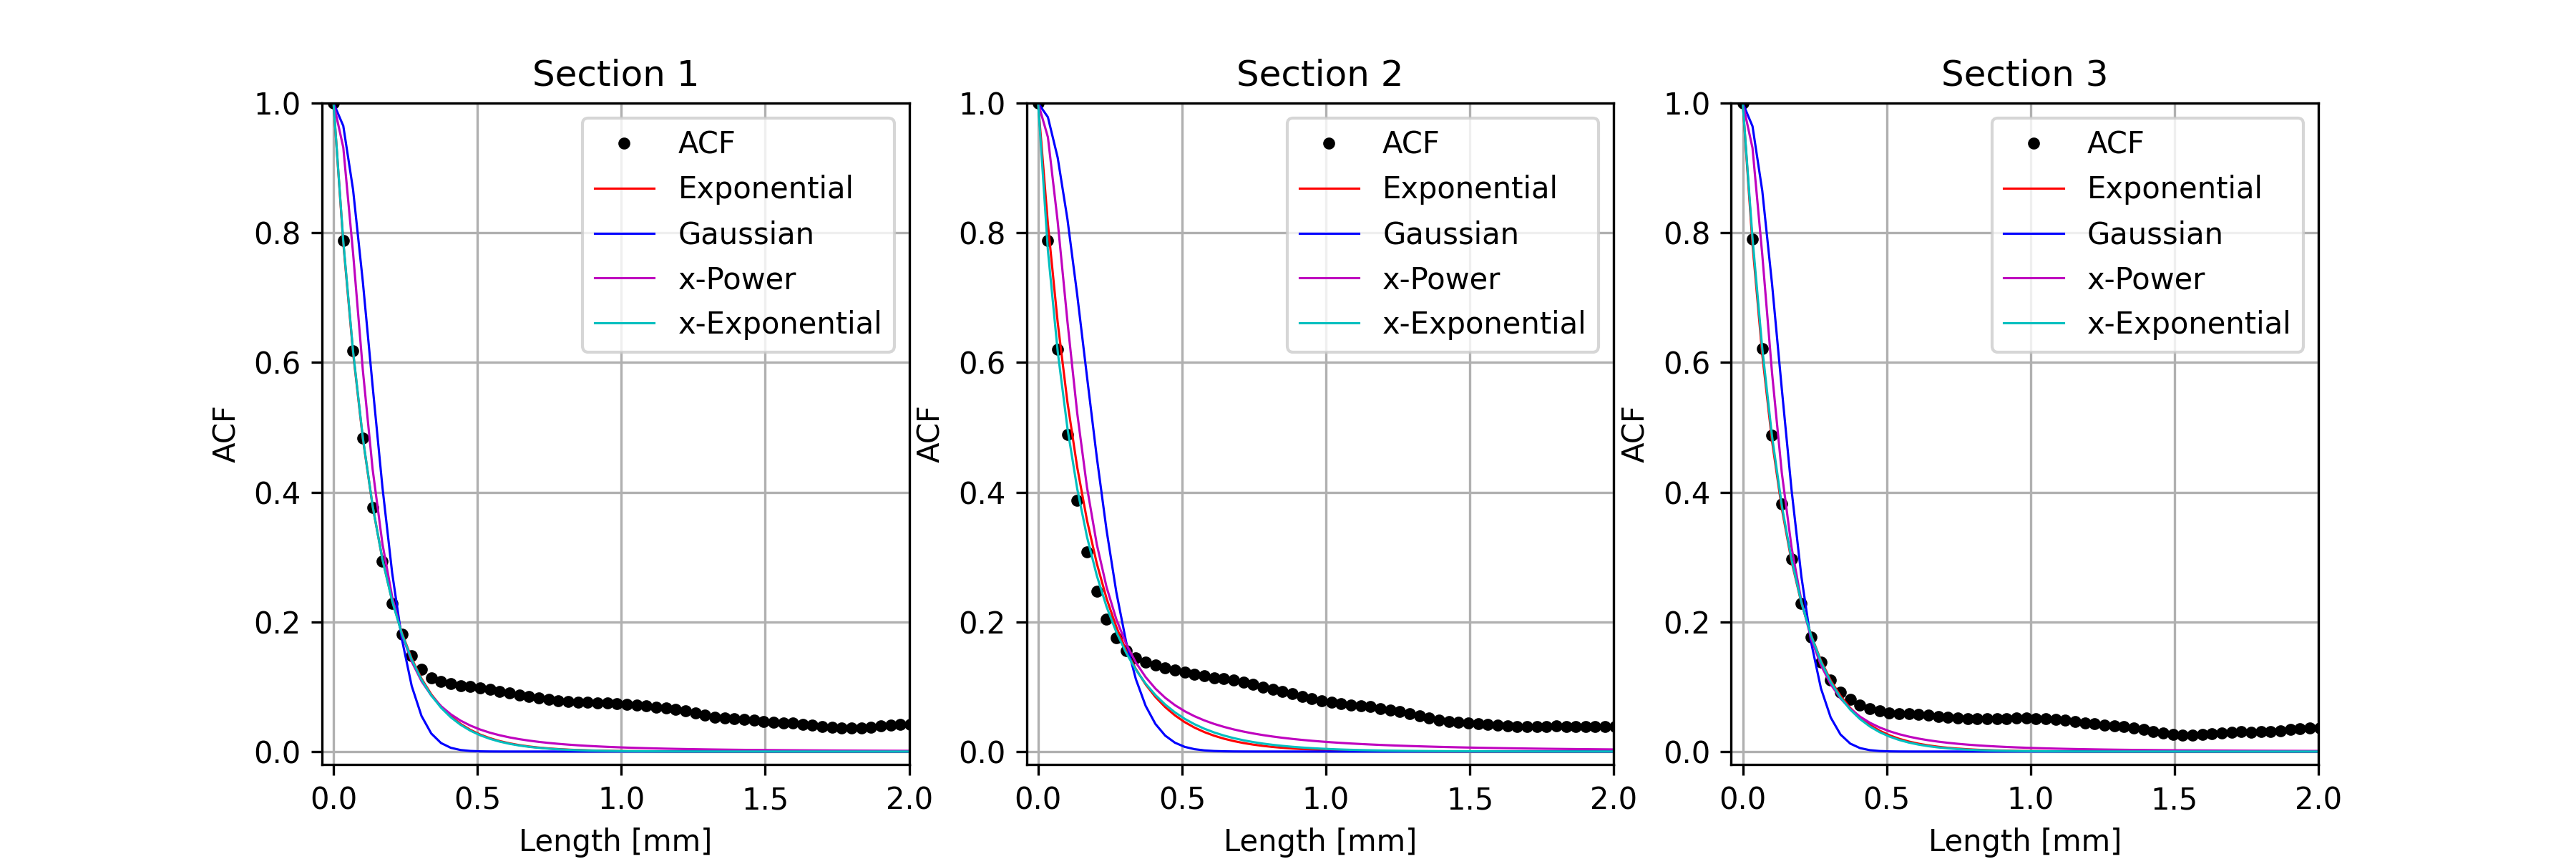 Section 1
1.0
0.8
0.6
0.4
0.2
0.0
ACF
0.0 0.5 1.0 1.5 2.0
Length [mm]
ACF
Exponential
Gaussian
x-Power
x-Exponential
Section 2
1.0
0.8
0.6
0.4
0.2
0.0
ACF
0.0 0.5 1.0 1.5 2.0
Length [mm]
ACF
Exponential
Gaussian
x-Power
x-Exponential
Section 3
1.0
0.8
0.6
0.4
0.2
0.0
ACF
0.0 0.5 1.0 1.5 2.0
Length [mm]
ACF
Exponential
Gaussian
x-Power
x-Exponential